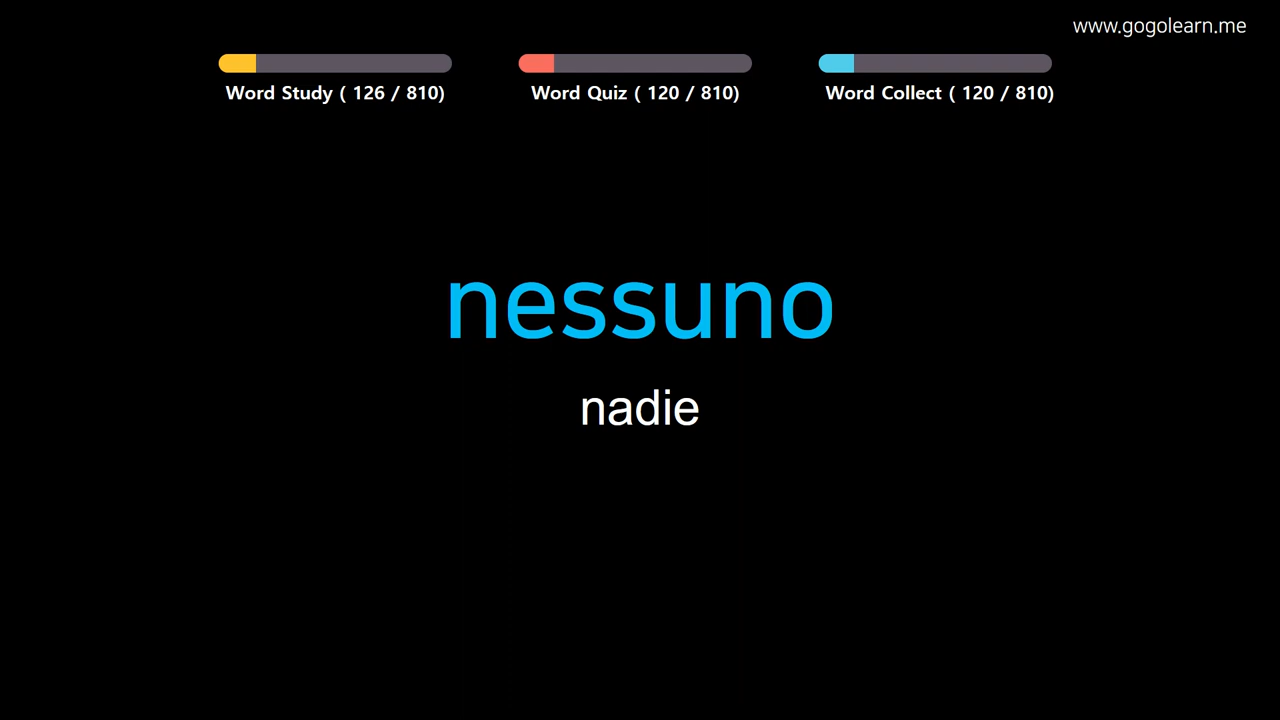 www.gogolearn.me
Word Study ( 126 / 810)
Word Quiz ( 120 / 810)
Word Collect ( 120 / 810)
nessuno
nadie